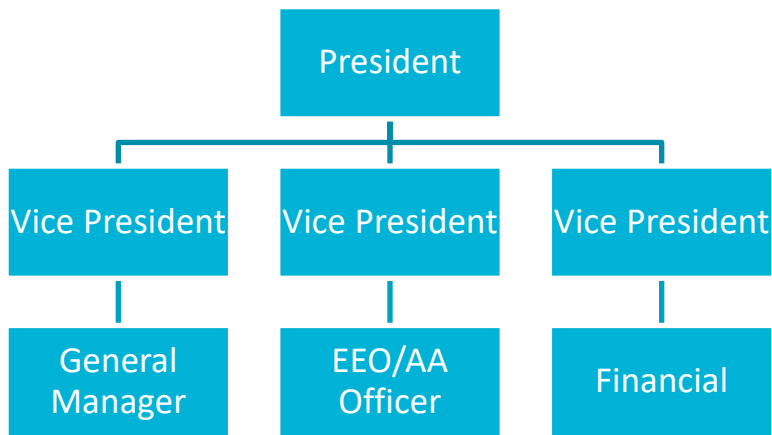 President
Vice President
Vice President
Vice President
General
Manager
EEO/AA
Officer
Financial